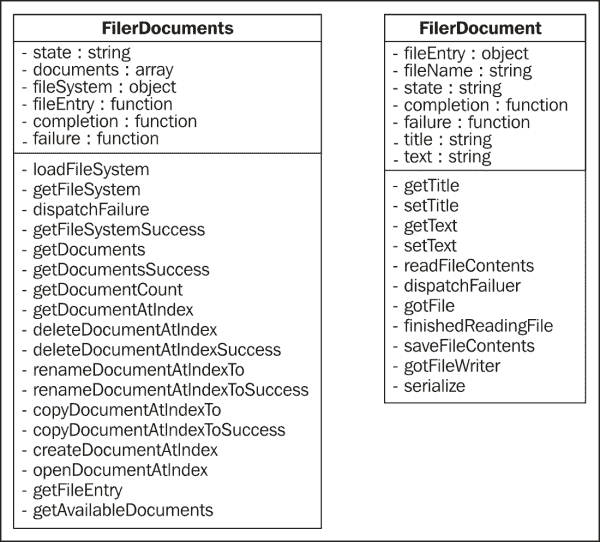 FilerDocuments
- state : string
- documents : array
- fileSystem : object
- fileEntry : function
- completion : function
- failure : function
- loadFileSystem
- getFileSystem
- dispatchFailure
- getFileSystemSuccess
- getDocuments
- getDocumentsSuccess
- getDocumentCount
- getDocumentAtIndex
- deleteDocumentAtIndex
- deleteDocumentAtIndexSuccess
- renameDocumentAtIndexTo
- renameDocumentAtIndexToSuccess
- copyDocumentAtIndexTo
- copyDocumentAtIndexToSuccess
- createDocumentAtIndex
- openDocumentAtIndex
- getFileEntry
- getAvailableDocuments
FilerDocument
- fileEntry : object
- fileName : string
- state : string
- completion : function
- failure : function
- title : string
- text : string
- getTitle
- setTitle
- getText
- setText
- readFileContents
- dispatchFailuer
- gotFile
- finishedReadingFile
- saveFileContents
- gotFileWriter
- serialize